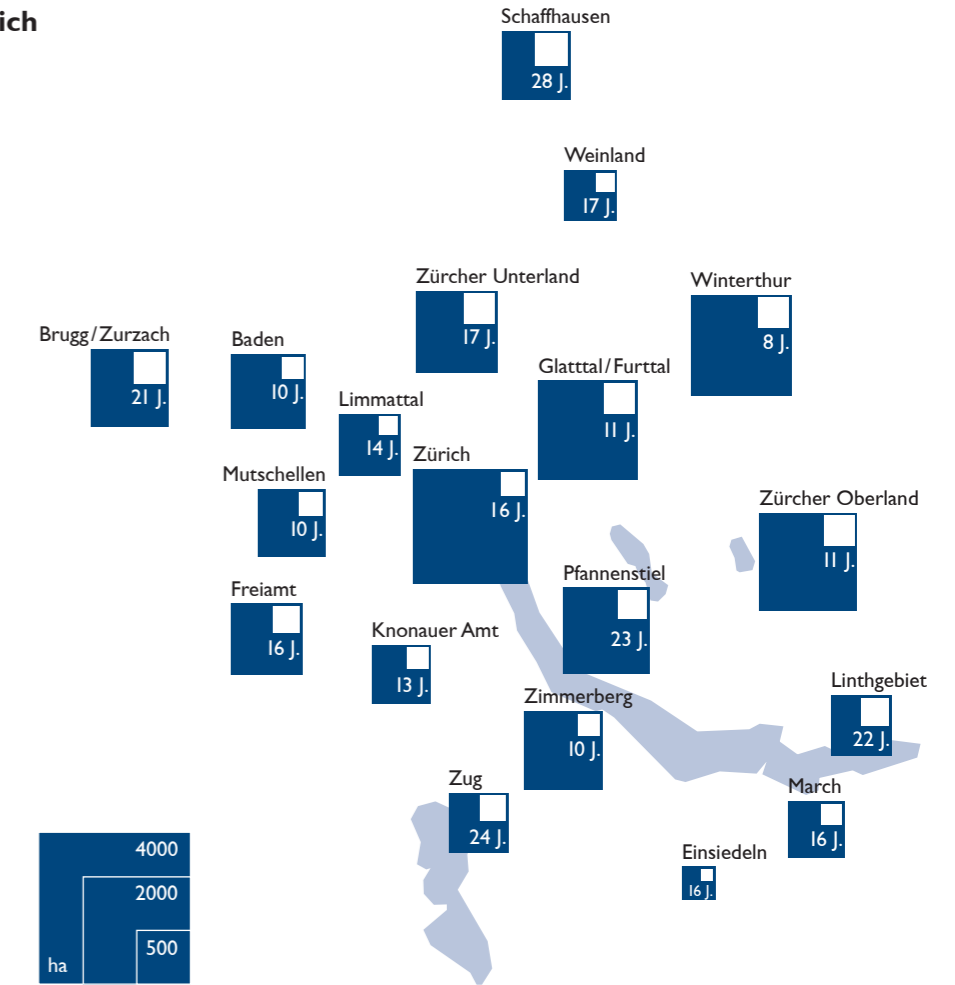 ich
Schaffhausen
28 J.
Weinland
17 J.
Zürcher Unterland
17 J.
Winterthur
8 J.
Brugg/Zurzach
21 J.
Baden
10 J.
Glatttal/Furttal
11 J.
Limmattal
14 J.
Zürich
16 J.
Mutschellen
10 J.
Zürcher Oberland
11 J.
Pfannenstiel
23 J.
Freiamt
16 J.
Knonauer Amt
13 J.
Linthgebiet
22 J.
Zimmerberg
10 J.
Zug
24 J.
March
16 J.
Einsiedeln
16 J.
4000
2000
500
ha